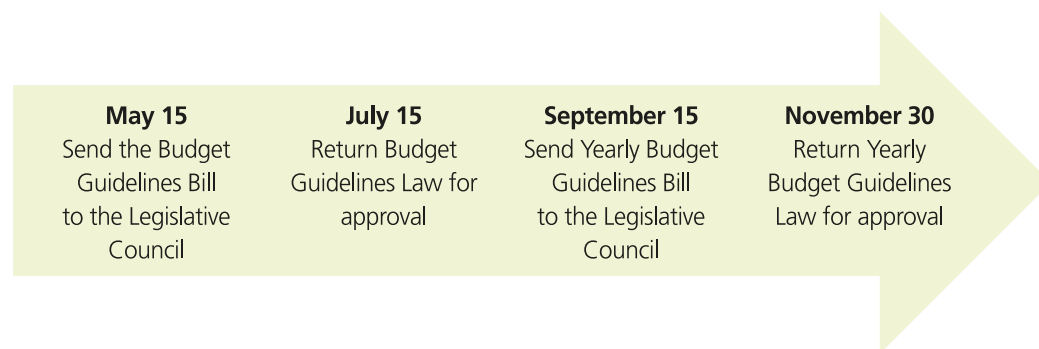 May 15
Send the Budget
Guidelines Bill
to the Legislative
Council
July 15
Return Budget
Guidelines Law for
approval
September 15
Send Yearly Budget
Guidelines Bill
to the Legislative
Council
November 30
Return Yearly
Budget Guidelines
Law for approval